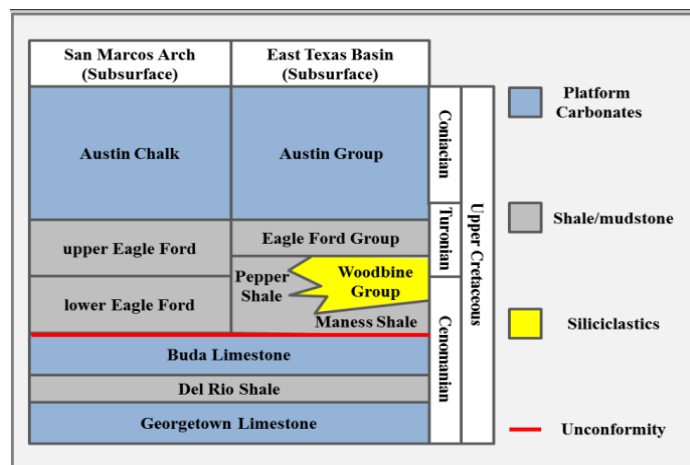 San Marcos Arch
(Subsurface)
East Texas Basin
(Subsurface)
Austin Chalk
Austin Group
Coniacian
Upper Cretaceous
upper Eagle Ford
Eagle Ford Group
Turonian
lower Eagle Ford
Pepper
Shale
Woodbine
Group
Maness Shale
Cenomanian
Buda Limestone
Del Rio Shale
Georgetown Limestone
Platform
Carbonates
Shale/mudstone
Siliciclastics
Unconformity